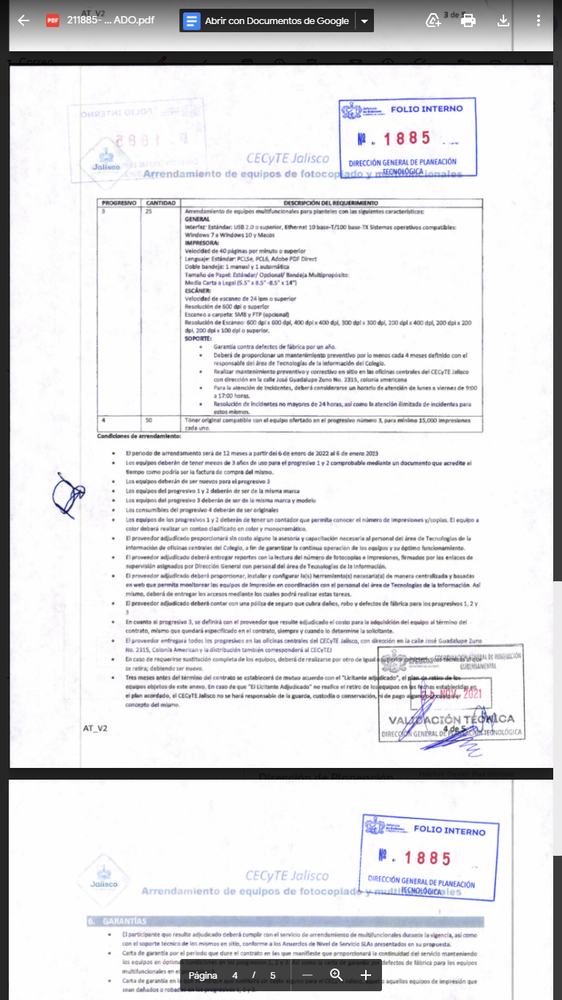 AT_V2
3 de 5
211885- ... ADO.pdf
Abrir con Documentos de Google
FOLIO INTERNO
Nº. 1885
DIRECCIÓN GENERAL DE PLANEACIÓN
TECNOLÓGICA
Jalisco
CECyTE Jalisco
Arrendamiento de equipos de fotocopiado y multifuncionales
PROGRESIVO CANTIDAD DESCRIPCIÓN DEL REQUERIMIENTO
3 25 Arrendamiento de equipos multifuncionales para planteles con las siguientes características:
GENERAL
Interfaz: Estándar: USB 2.0 o superior, Ethernet 10 base-T/100 base-TX Sistemas operativos compatibles:
Windows 7 a Windows 10 y Macos
IMPRESORA:
Velocidad de 40 páginas por minuto o superior
Lenguaje: Estándar: PCL5e, PCL6, Adobe PDF Direct
Doble bandeja: 1 manual y 1 automática
Tamaño de Papel: Estándar/ Opcional/ Bandeja Multipropósito:
Media Carta a Legal (5.5" x 8.5" -8.5" x 14")
ESCÁNER:
Velocidad de escaneo de 24 ipm o superior
Resolución de 600 dpi o superior
Escaneo a carpeta: SMB y FTP (opcional)
Resolución de Escaneo: 600 dpi x 600 dpi, 400 dpi x 400 dpi, 300 dpi x 300 dpi, 200 dpi x 400 dpi, 200 dpi x 200
dpi, 200 dpi x 100 dpi o superior.
SOPORTE:
• Garantía contra defectos de fábrica por un año.
• Deberá de proporcionar un mantenimiento preventivo por lo menos cada 4 meses definido con el
responsable del área de Tecnologías de la Información del Colegio.
• Realizar mantenimiento preventivo y correctivo en sitio en las oficinas centrales del CECyTE Jalisco
con dirección en la calle José Guadalupe Zuno No. 2315, colonia americana
• Para la atención de Incidentes, deberá considerarse un horario de atención de lunes a viernes de 9:00
a 17:00 horas.
• Resolución de Incidentes no mayores de 24 horas, así como la atención ilimitada de incidentes para
estos mismos.
4 50 Tóner original compatible con el equipo ofertado en el progresivo número 3, para mínimo 15,000 impresiones
cada uno.
Condiciones de arrendamiento:
• El periodo de arrendamiento será de 12 meses a partir del 6 de enero de 2022 al 6 de enero 2023
• Los equipos deberán de tener menos de 3 años de uso para el progresivo 1 y 2 comprobable mediante un documento que acredite el
tiempo como podría ser la factura de compra del mismo.
• Los equipos deberán de ser nuevos para el progresivo 3
• Los equipos del progresivo 1 y 2 deberán de ser de la misma marca
• Los equipos del progresivo 3 deberán de ser de la misma marca y modelo
• Los consumibles del progresivo 4 deberán de ser originales
• Los equipos de los progresivos 1 y 2 deberán de tener un contador que permita conocer el número de impresiones y/copias. El equipo a
color deberá realizar un conteo clasificado en color y monocromático.
• El proveedor adjudicado proporcionará sin costo alguno la asesoría y capacitación necesaria al personal del área de Tecnologías de la
Información de oficinas centrales del Colegio, a fin de garantizar la continua operación de los equipos y su óptimo funcionamiento.
• El proveedor adjudicado deberá entregar reportes con la lectura del número de fotocopias e impresiones, firmados por los enlaces de
supervisión asignados por Dirección General con personal del área de Tecnologías de la Información.
• El proveedor adjudicado deberá proporcionar, instalar y configurar la(s) herramienta(s) necesaria(s) de manera centralizada y basadas
en web que permita monitorear los equipos de impresión en coordinación con el personal del área de Tecnologías de la Información. Así
mismo, deberá de entregar los accesos mediante los cuales podrá realizar estas tareas.
• El proveedor adjudicado deberá contar con una póliza de seguro que cubra daños, robo y defectos de fábrica para los progresivos 1, 2 y
3
• En cuanto al progresivo 3, se definirá con el proveedor que resulte adjudicado el costo para la adquisición del equipo al término del
contrato, mismo que quedará especificado en el contrato, siempre y cuando lo determine la solicitante.
• El proveedor entregará todos los progresivos en las oficinas centrales del CECyTE Jalisco, con dirección en la calle José Guadalupe Zuno
No. 2315, Colonia American y la distribución también corresponderá al CECyTEJ
• En caso de requerirse sustitución completa de los equipos, deberá de realizarse por otro de igual o superior características técnicas al que
se retira; debiendo ser nuevo.
• Tres meses antes del término del contrato se establecerá de mutuo acuerdo con el "Licitante adjudicado", el plan de retiro de los
equipos objetos de este anexo. En caso de que "El Licitante Adjudicado" no realice el retiro de los equipos en las fechas establecidas en
el plan acordado, el CECyTE Jalisco no se hará responsable de la guarda, custodia o conservación, ni de pago alguno por cualquier
concepto del mismo.
COORDINACIÓN GENERAL DE INNOVACIÓN
GUBERNAMENTAL
NOV. 2021
VALIDACIÓN TÉCNICA
DIRECCIÓN GENERAL DE PLANEACIÓN TECNOLÓGICA
AT_V2
4 de 5
FOLIO INTERNO
Nº. 1885
DIRECCIÓN GENERAL DE PLANEACIÓN
TECNOLÓGICA
Jalisco
CECyTE Jalisco
Arrendamiento de equipos de fotocopiado y multifuncionales
6. GARANTÍAS
• El participante que resulte adjudicado deberá cumplir con el servicio de arrendamiento de multifuncionales durante la vigencia, así como
con el soporte técnico de los mismos en sitio, conforme a los Acuerdos de Nivel de Servicio SLAs presentados en su propuesta.
• Carta de garantía por el periodo que dure el contrato en las que manifieste que proporcionará la continuidad del servicio manteniendo
los equipos en óptimas defectos de fábrica para los equipos
multifuncionales en el
• Carta de garantía en la aquellos equipos de impresión que
sean dañados o robados en los progresivos 1, 2 y 3.
Página 4 / 5